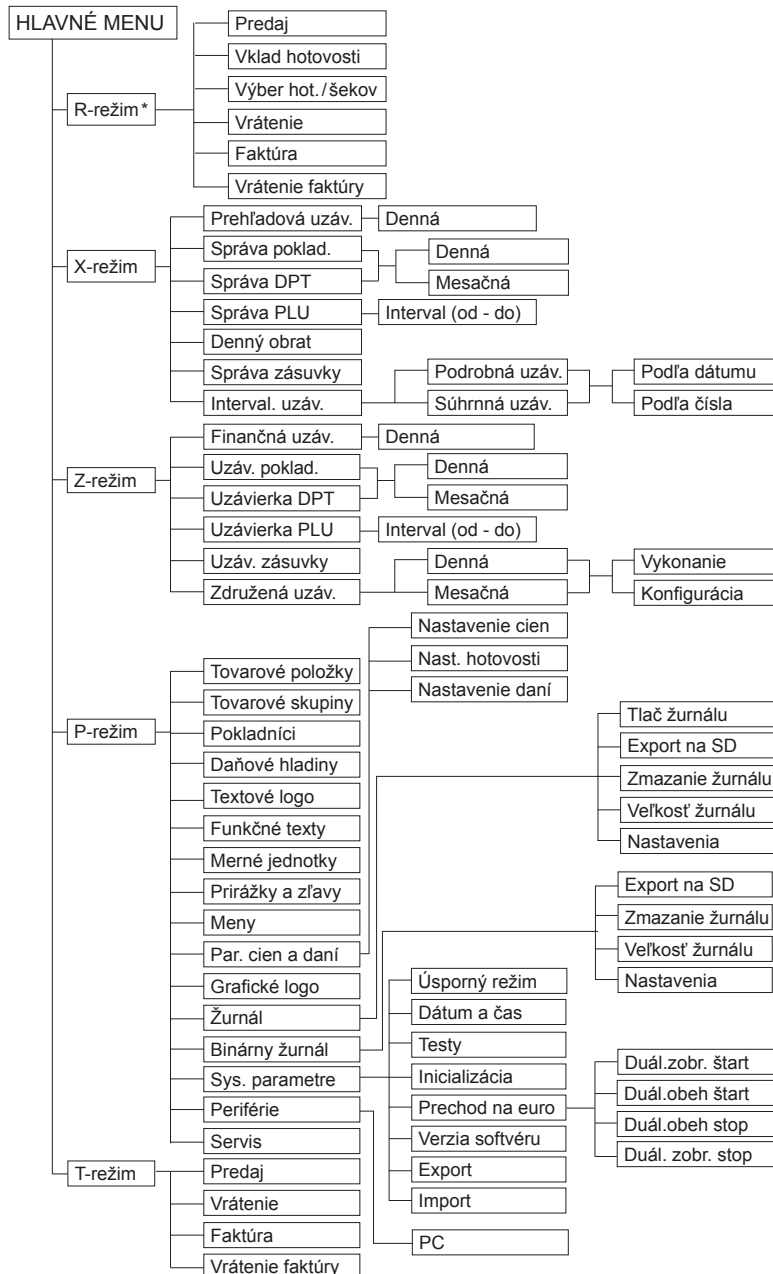 HLAVNÉ MENU
R-režim *
Predaj
Vklad hotovosti
Výber hot. / šekov
Vrátenie
Faktúra
Vrátenie faktúry
X-režim
Prehľadová uzáv.
Denná
Správa poklad.
Správa DPT
Denná
Mesačná
Správa PLU
Interval (od - do)
Denný obrat
Správa zásuvky
Interval. uzáv.
Podrobná uzáv.
Súhrnná uzáv.
Podľa dátumu
Podľa čísla
Z-režim
Finančná uzáv.
Denná
Uzáv. poklad.
Uzávierka DPT
Denná
Mesačná
Uzávierka PLU
Interval (od - do)
Uzáv. zásuvky
Združená uzáv.
Denná
Mesačná
Vykonanie
Konfigurácia
P-režim
Tovarové položky
Tovarové skupiny
Pokladníci
Daňové hladiny
Textové logo
Funkčné texty
Merné jednotky
Prirážky a zľavy
Meny
Par. cien a daní
Nastavenie cien
Nast. hotovosti
Nastavenie daní
Grafické logo
Žurnál
Tlač žurnálu
Export na SD
Zmazanie žurnálu
Veľkosť žurnálu
Nastavenia
Binárny žurnál
Export na SD
Zmazanie žurnálu
Veľkosť žurnálu
Nastavenia
Sys. parametre
Úsporný režim
Dátum a čas
Testy
Inicializácia
Prechod na euro
Duál.zobr. štart
Duál.obeh štart
Duál.obeh stop
Duál. zobr. stop
Verzia softvéru
Export
Import
Periférie
PC
Servis
T-režim
Predaj
Vrátenie
Faktúra
Vrátenie faktúry